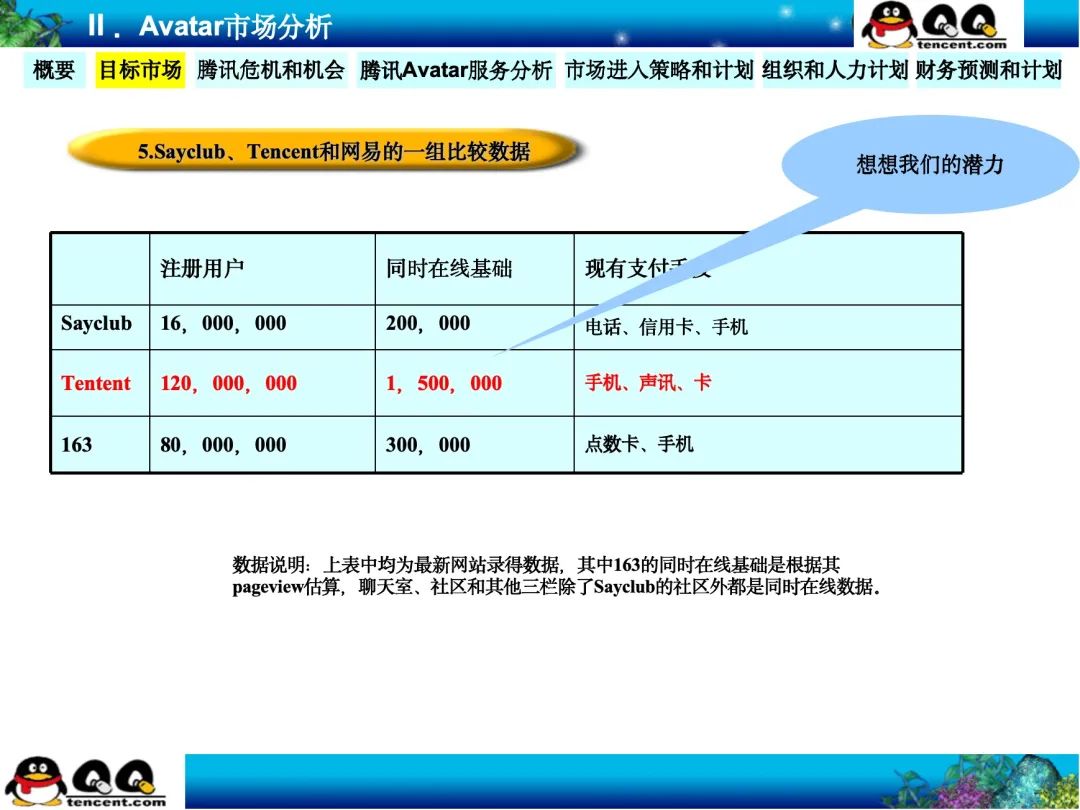 II．Avatar市场分析
QQ
tencent.com
概要 目标市场 腾讯危机和机会 腾讯Avatar服务分析 市场进入策略和计划 组织和人力计划 财务预测和计划
5.Sayclub、Tencent和网易的一组比较数据
想想我们的潜力
注册用户 同时在线基础 现有支付手段
Sayclub 16，000，000 200，000 电话、信用卡、手机
Tentent 120，000，000 1，500，000 手机、声讯、卡
163 80，000，000 300，000 点数卡、手机
数据说明：上表中均为最新网站录得数据，其中163的同时在线基础是根据其
pageview估算，聊天室、社区和其他三栏除了Sayclub的社区外都是同时在线数据．
QQ
tencent.com